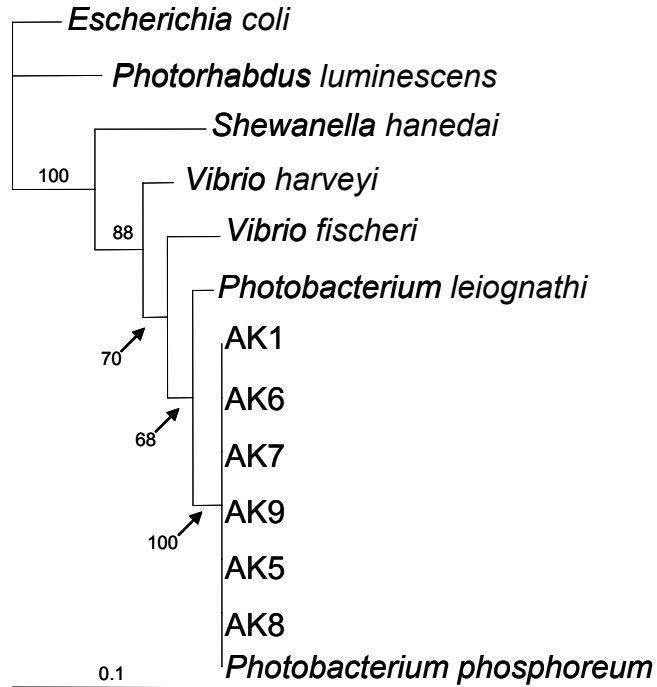 Escherichia coli
Photorhabdus luminescens
Shewanella hanedai
100
Vibrio harveyi
88
Vibrio fischeri
Photobacterium leiognathi
AK1
70
AK6
68
AK7
AK9
100
AK5
AK8
Photobacterium phosphoreum
0.1